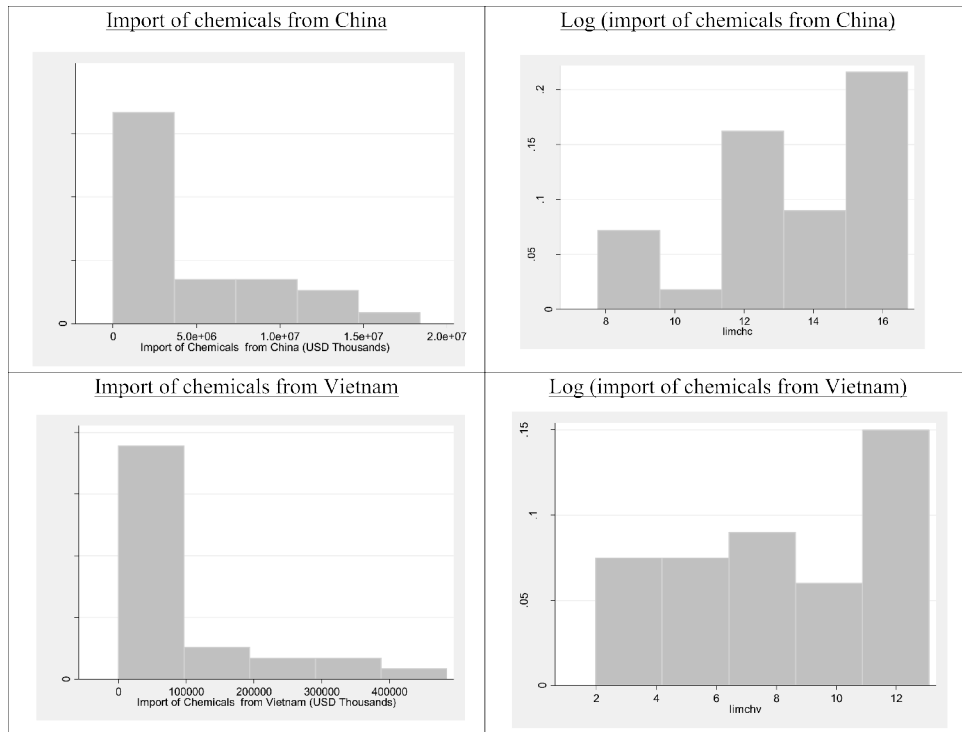 Import of chemicals from China
0
0 5.0e+06 1.0e+07 1.5e+07 2.0e+07
Import of Chemicals from China (USD Thousands)
Log (import of chemicals from China)
.2
.15
.1
.05
0
8 10 12 14 16
limchc
Import of chemicals from Vietnam
0
0 100000 200000 300000 400000
Import of Chemicals from Vietnam (USD Thousands)
Log (import of chemicals from Vietnam)
.15
.1
.05
0
2 4 6 8 10 12
limchv